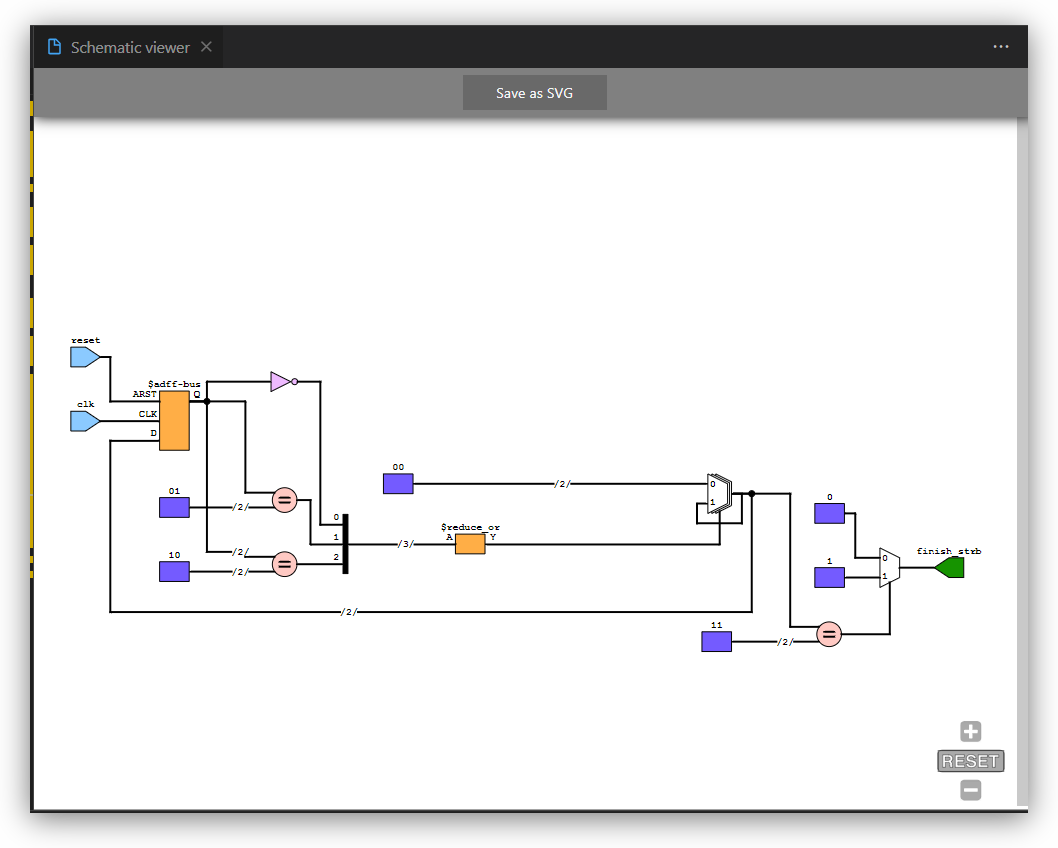 Schematic viewer
Save as SVG
reset
$adff-bus
ARST
Q
clk
CLK
D
00
/2/
0
1
01
/2/
0
$reduce_or
1
/3/
A
Y
10
/2/
/2/
2
0
finish_strb
0
1
1
/2/
11
/2/
RESET